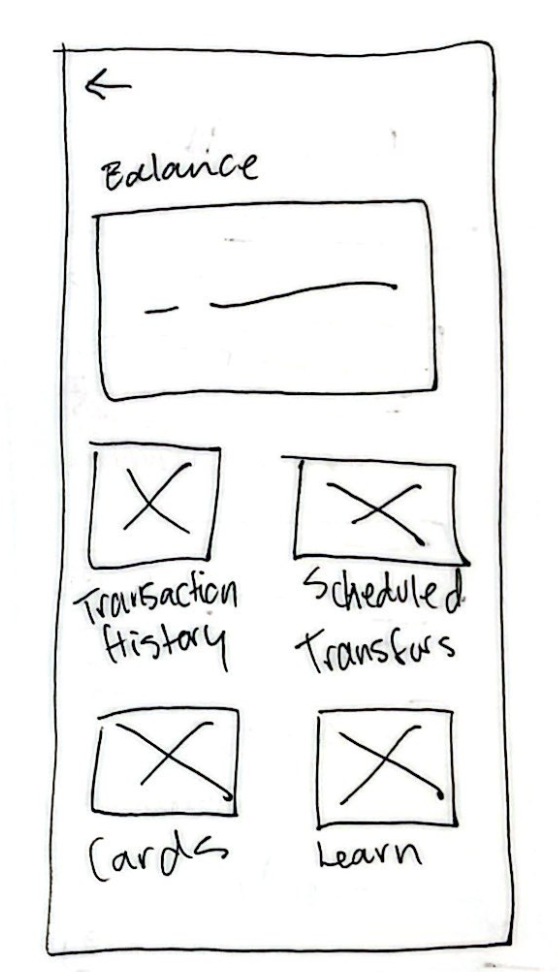 ←
Balance
Transaction
History
Scheduled
Transfers
Cards
Learn